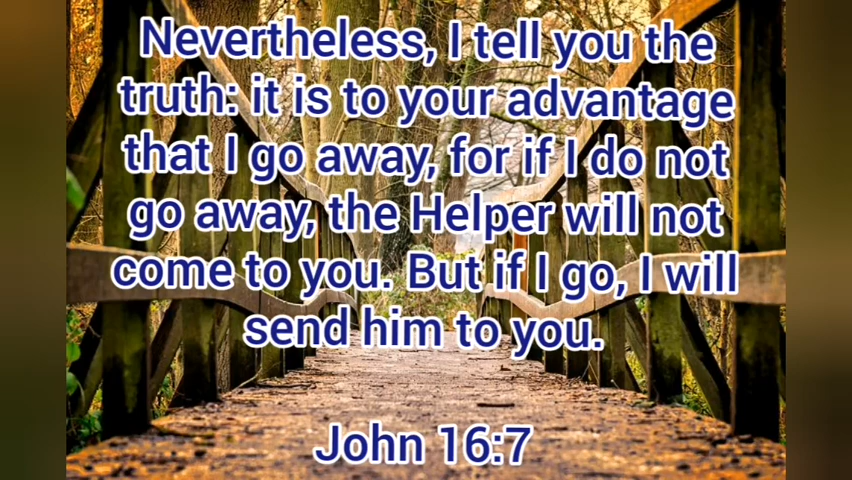 Nevertheless, I tell you the
truth: it is to your advantage
that I go away, for if I do not
go away, the Helper will not
come to you. But if I go, I will
send him to you.
John 16:7